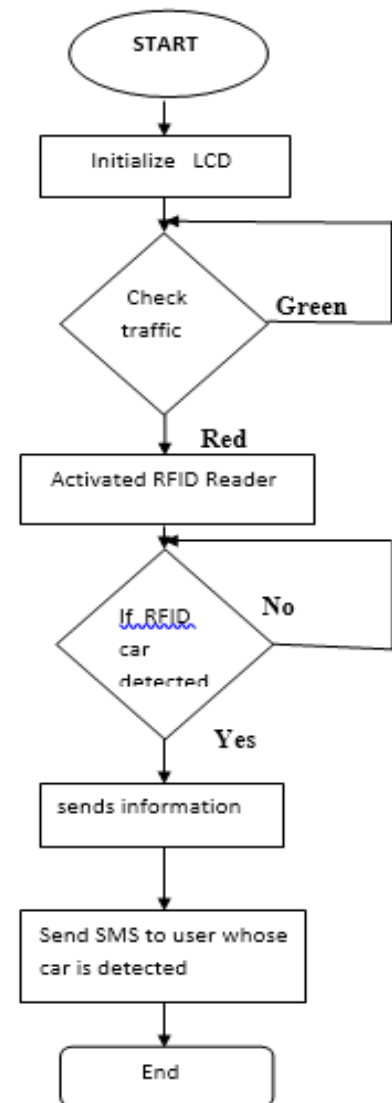 START
Initialize LCD
Check
traffic
Green
Red
Activated RFID Reader
If RFID
car
detected
No
Yes
sends information
Send SMS to user whose
car is detected
End